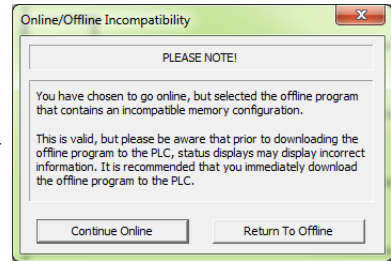 Online/Offline Incompatibility
PLEASE NOTE!
You have chosen to go online, but selected the offline program
that contains an incompatible memory configuration.
This is valid, but please be aware that prior to downloading the
offline program to the PLC, status displays may display incorrect
information. It is recommended that you immediately download
the offline program to the PLC.
Continue Online
Return To Offline